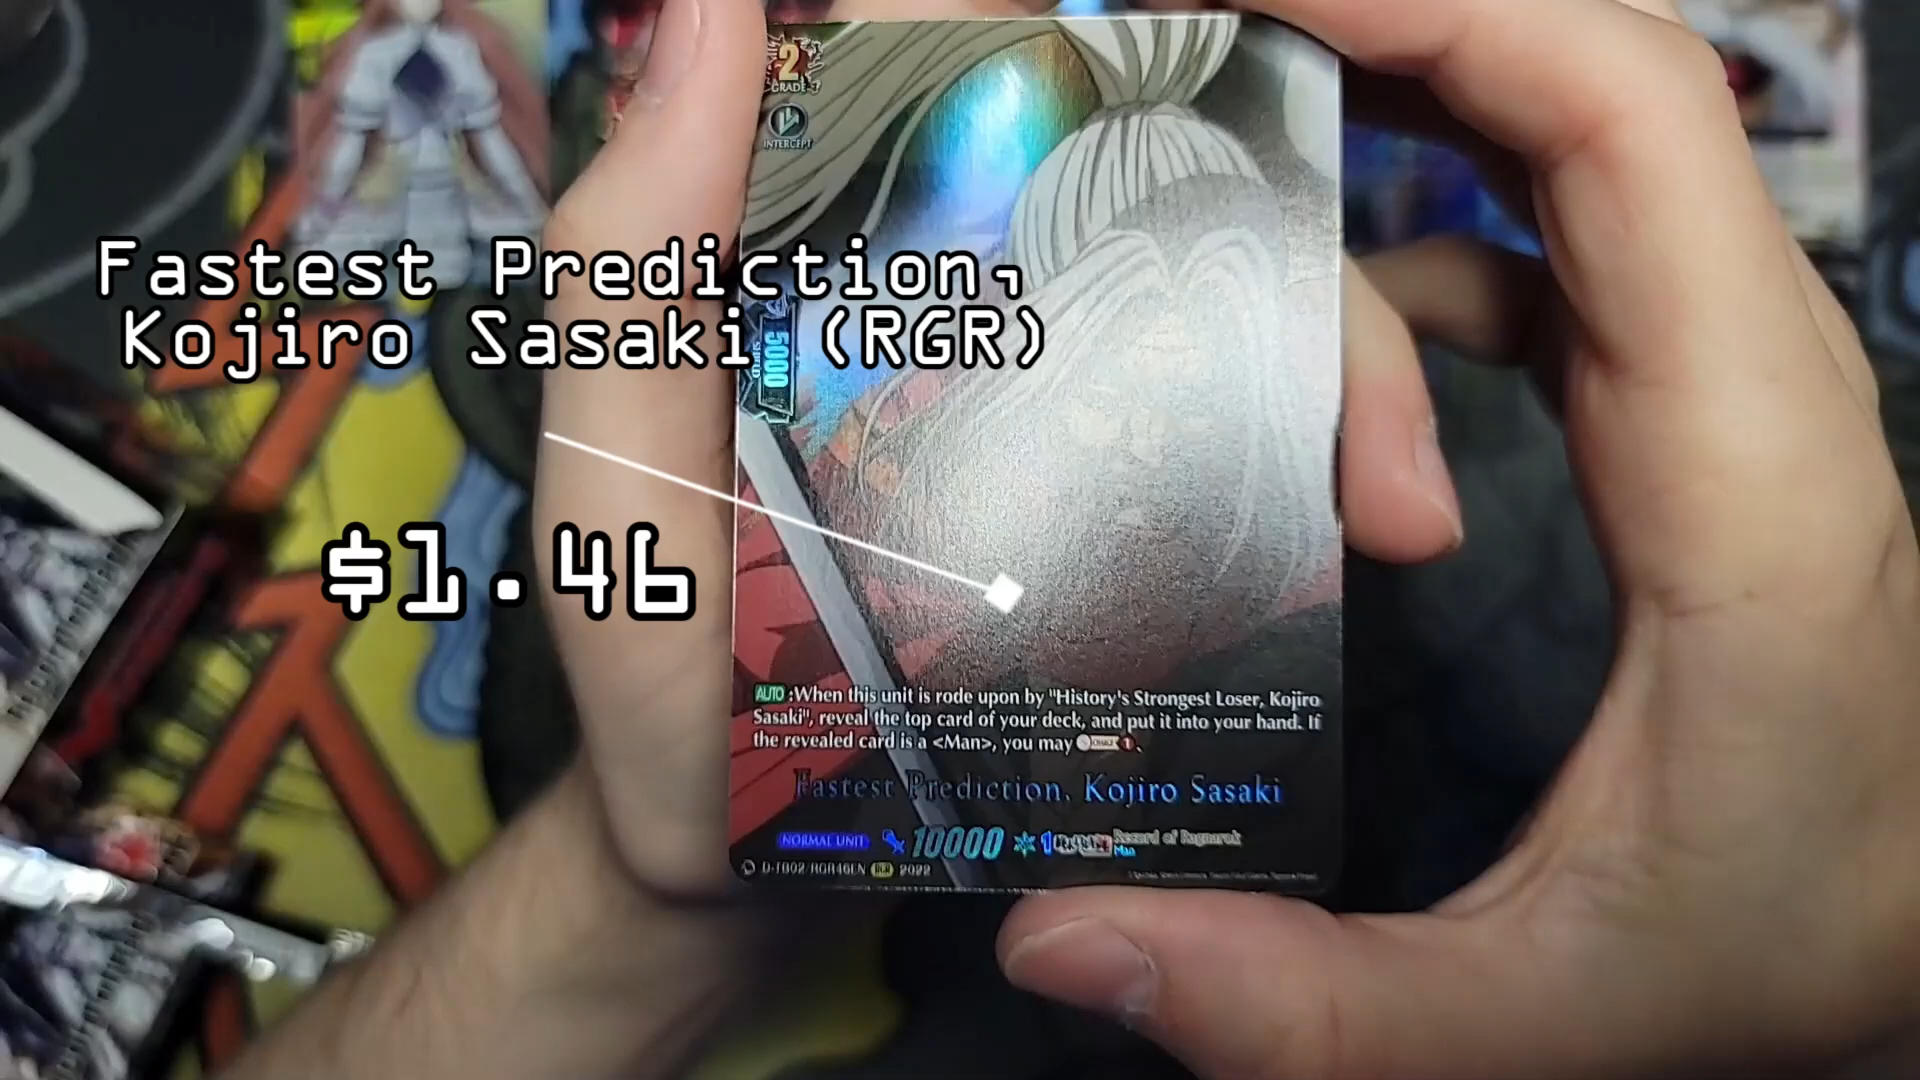 2
GRADE
INTERCEPT
Fastest Prediction,
Kojiro Sasaki (RGR)
5000
$1.46
AUTO:When this unit is rode upon by "History's Strongest Loser, Kojiro
Sasaki", reveal the top card of your deck, and put it into your hand. If
the revealed card is a <Man>, you may
Fastest Prediction, Kojiro Sasaki
NORMAL UNIT 10000 1 Record of Ragnarok
Man
D-TB02/RGR46EN RGR 2022